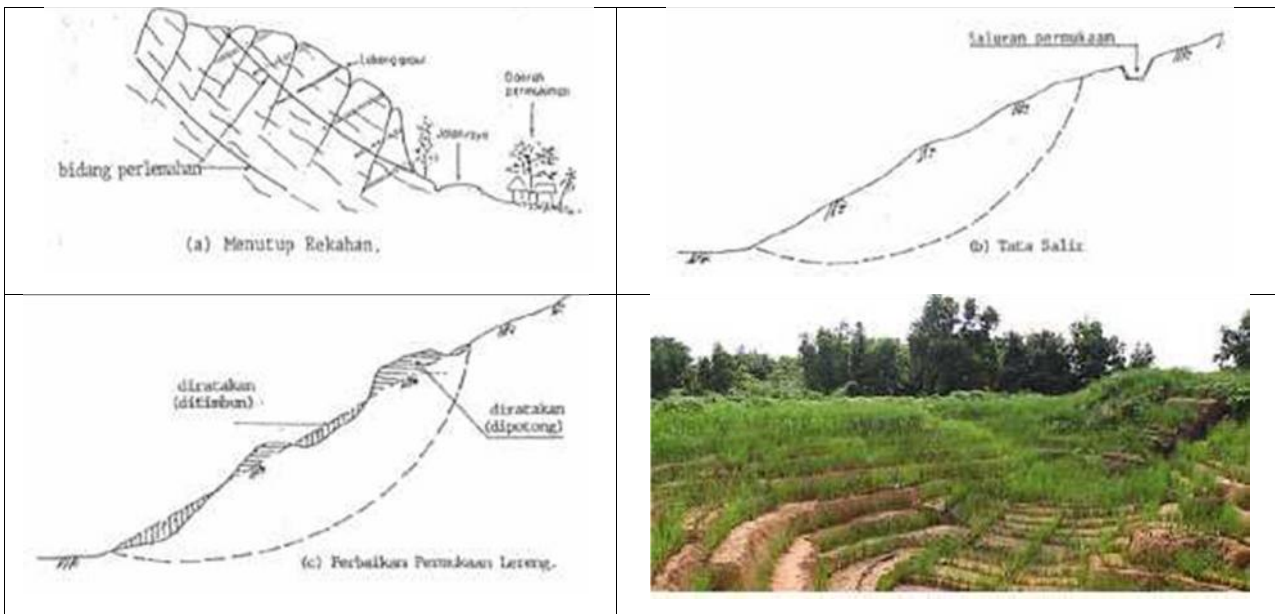 Daerah
permukiman
Jalan raya
bidang perlemahan
(a) Menutup Rekahan.
saluran permukaan
(b) Tata Salir
diratakan
(ditimbun)
diratakan
(dipotong)
(c) Perbaikan Permukaan Lereng.